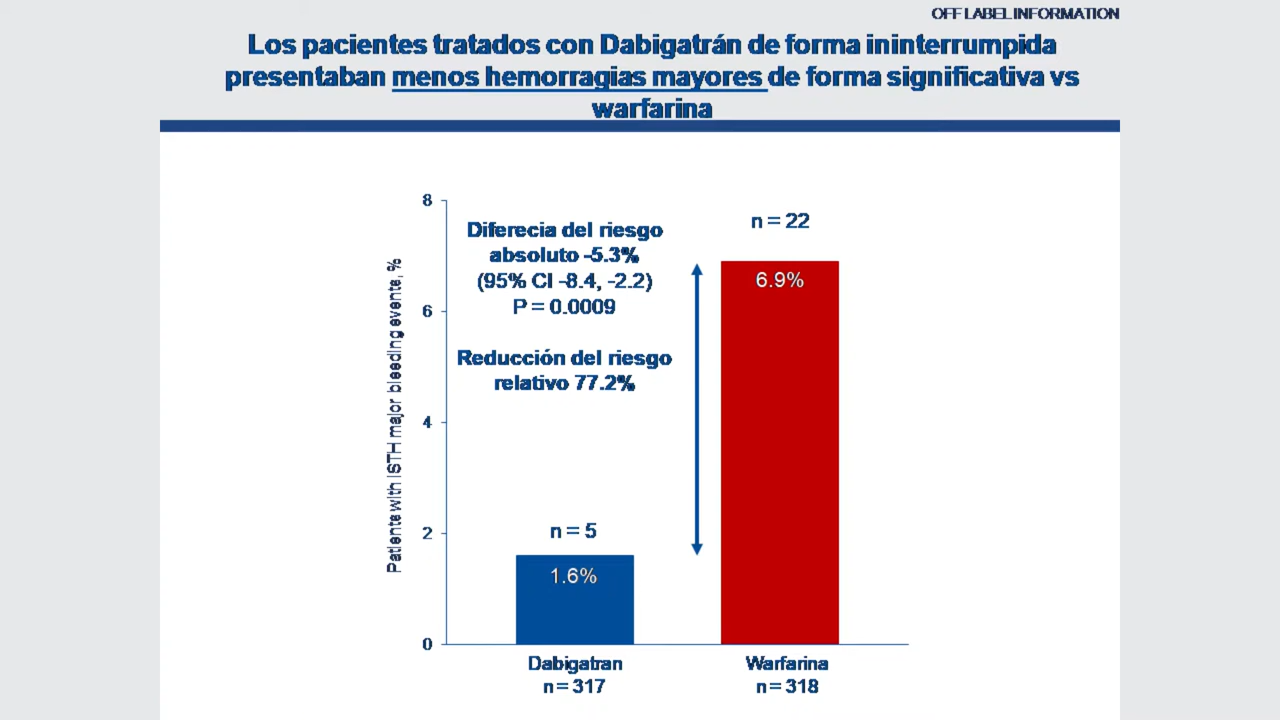 OFF LABEL INFORMATION
Los pacientes tratados con Dabigatrán de forma ininterrumpida
presentaban menos hemorragias mayores de forma significativa vs
warfarina
Patients with ISTH major bleeding events, %
8
6
4
2
0
Diferecia del riesgo
absoluto -5.3%
(95% CI -8.4, -2.2)
P = 0.0009
Reducción del riesgo
relativo 77.2%
n = 22
6.9%
n = 5
1.6%
Dabigatran
n = 317
Warfarina
n = 318